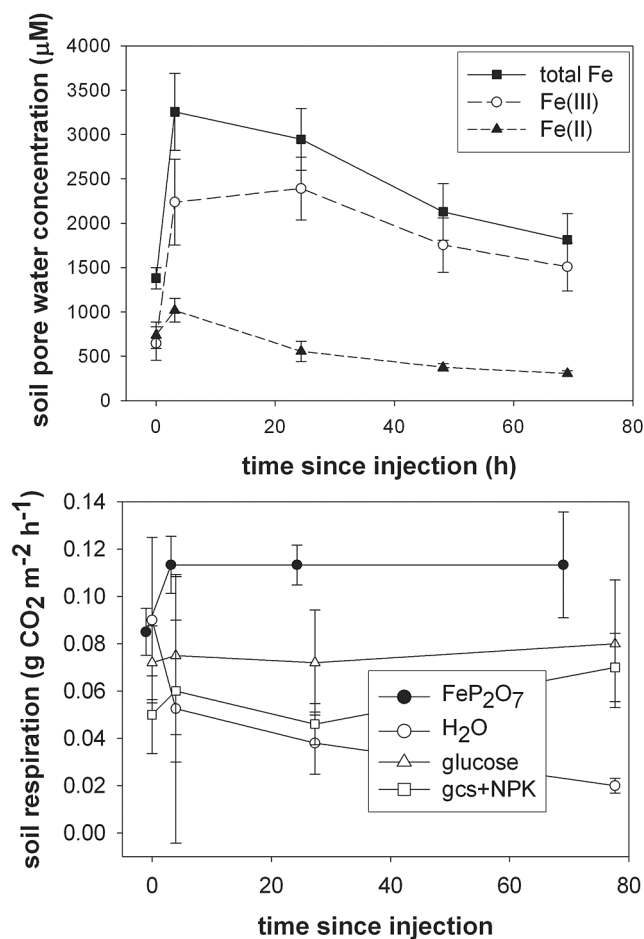 soil pore water concentration (μM)
4000
3500
3000
2500
2000
1500
1000
500
0
total Fe
Fe(III)
Fe(II)
0 20 40 60 80
time since injection (h)
soil respiration (g CO2 m-2 h-1)
0.14
0.12
0.10
0.08
0.06
0.04
0.02
0.00
FeP2O7
H2O
glucose
gcs+NPK
0 20 40 60 80
time since injection